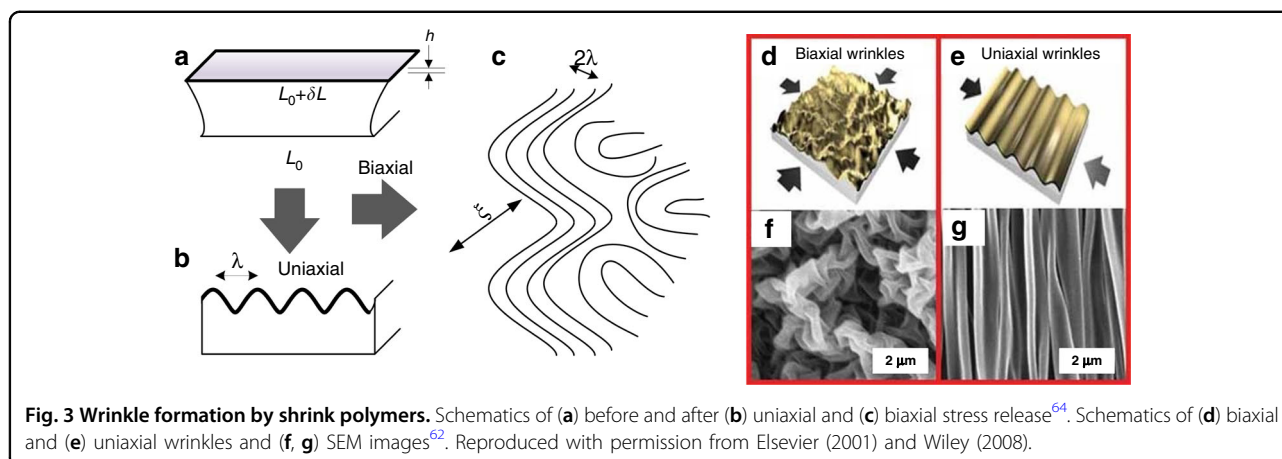 a
h
L₀+δL
L₀
Biaxial
Uniaxial
b
λ
c
2λ
ξ
d
Biaxial wrinkles
e
Uniaxial wrinkles
f
2 μm
g
2 μm
Fig. 3 Wrinkle formation by shrink polymers. Schematics of (a) before and after (b) uniaxial and (c) biaxial stress release⁶⁴. Schematics of (d) biaxial
and (e) uniaxial wrinkles and (f, g) SEM images⁶². Reproduced with permission from Elsevier (2001) and Wiley (2008).